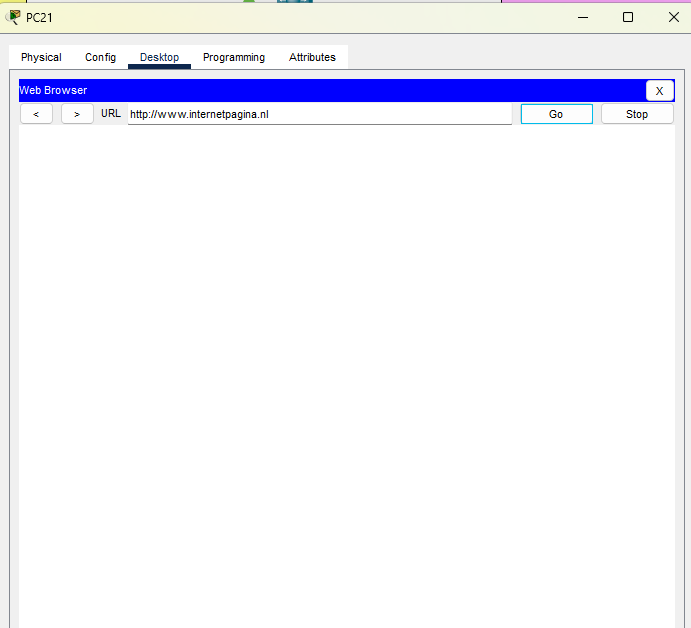 PC21
Physical Config Desktop Programming Attributes
Web Browser X
< > URL http://www.internetpagina.nl Go Stop